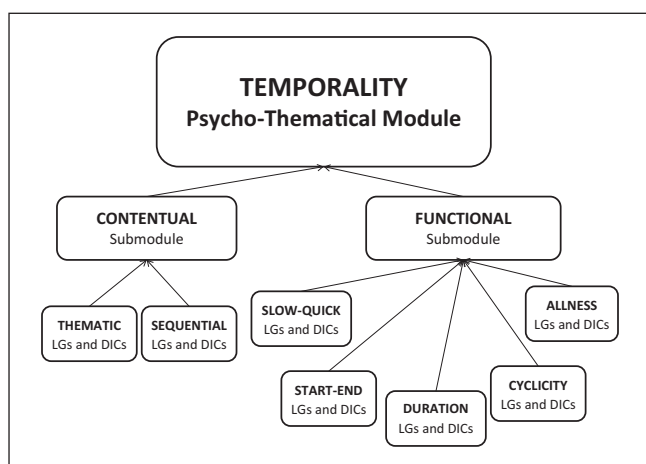 TEMPORALITY
Psycho-Thematical Module
CONTENTUAL
Submodule
FUNCTIONAL
Submodule
THEMATIC
LGs and DICs
SEQUENTIAL
LGs and DICs
SLOW-QUICK
LGs and DICs
ALLNESS
LGs and DICs
START-END
LGs and DICs
DURATION
LGs and DICs
CYCLICITY
LGs and DICs